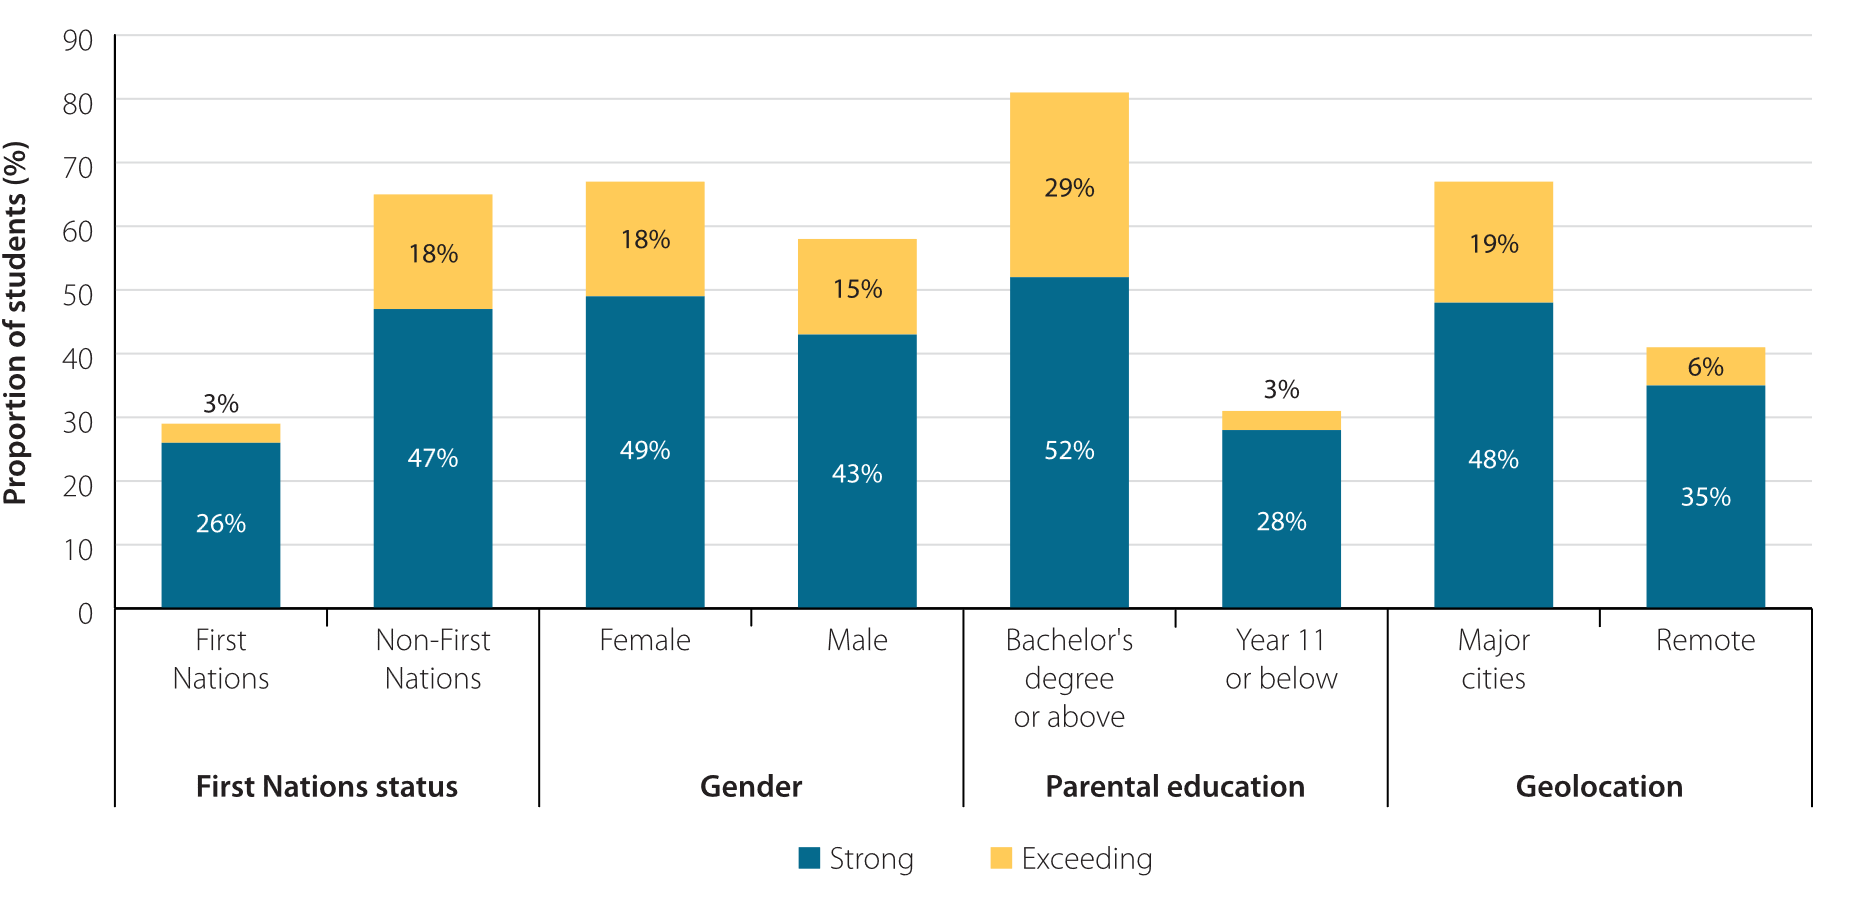 Proportion of students (%)
90
80
70
60
50
40
30
20
10
0
3%
26%
18%
47%
18%
49%
15%
43%
29%
52%
3%
28%
19%
48%
6%
35%
First
Nations
Non-First
Nations
Female
Male
Bachelor's
degree
or above
Year 11
or below
Major
cities
Remote
First Nations status
Gender
Parental education
Geolocation
Strong
Exceeding